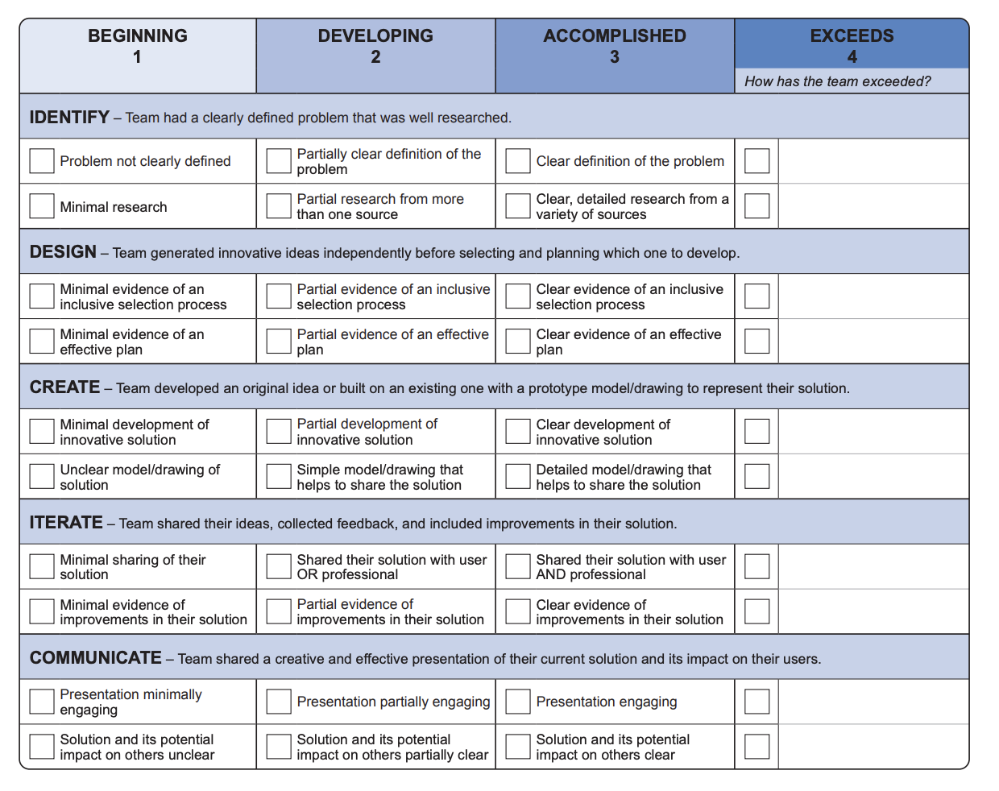 BEGINNING
1
DEVELOPING
2
ACCOMPLISHED
3
EXCEEDS
4
How has the team exceeded?
IDENTIFY – Team had a clearly defined problem that was well researched.
Problem not clearly defined
Partially clear definition of the
problem
Clear definition of the problem
Minimal research
Partial research from more
than one source
Clear, detailed research from a
variety of sources
DESIGN – Team generated innovative ideas independently before selecting and planning which one to develop.
Minimal evidence of an
inclusive selection process
Partial evidence of an inclusive
selection process
Clear evidence of an inclusive
selection process
Minimal evidence of an
effective plan
Partial evidence of an effective
plan
Clear evidence of an effective
plan
CREATE – Team developed an original idea or built on an existing one with a prototype model/drawing to represent their solution.
Minimal development of
innovative solution
Partial development of
innovative solution
Clear development of
innovative solution
Unclear model/drawing of
solution
Simple model/drawing that
helps to share the solution
Detailed model/drawing that
helps to share the solution
ITERATE – Team shared their ideas, collected feedback, and included improvements in their solution.
Minimal sharing of their
solution
Shared their solution with user
OR professional
Shared their solution with user
AND professional
Minimal evidence of
improvements in their solution
Partial evidence of
improvements in their solution
Clear evidence of
improvements in their solution
COMMUNICATE – Team shared a creative and effective presentation of their current solution and its impact on their users.
Presentation minimally
engaging
Presentation partially engaging
Presentation engaging
Solution and its potential
impact on others unclear
Solution and its potential
impact on others partially clear
Solution and its potential
impact on others clear